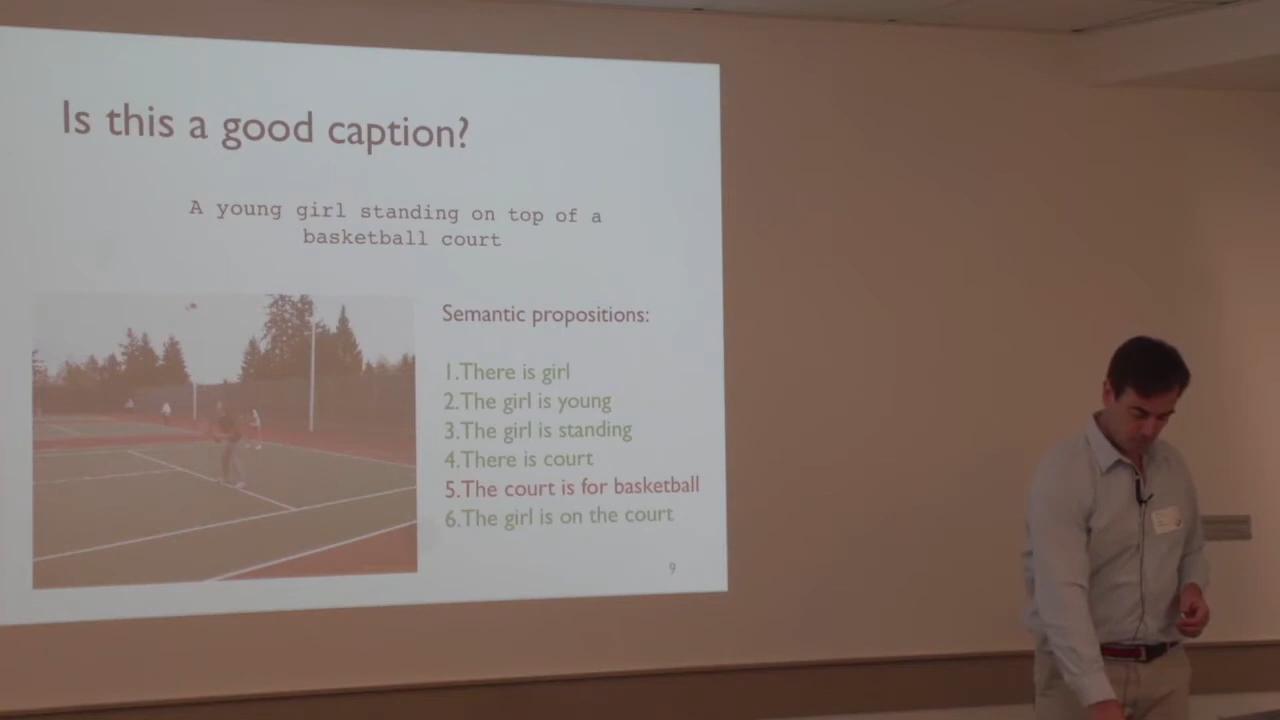 Is this a good caption?
A young girl standing on top of a
basketball court
Semantic propositions:
1.There is girl
2.The girl is young
3.The girl is standing
4.There is court
5.The court is for basketball
6.The girl is on the court
9